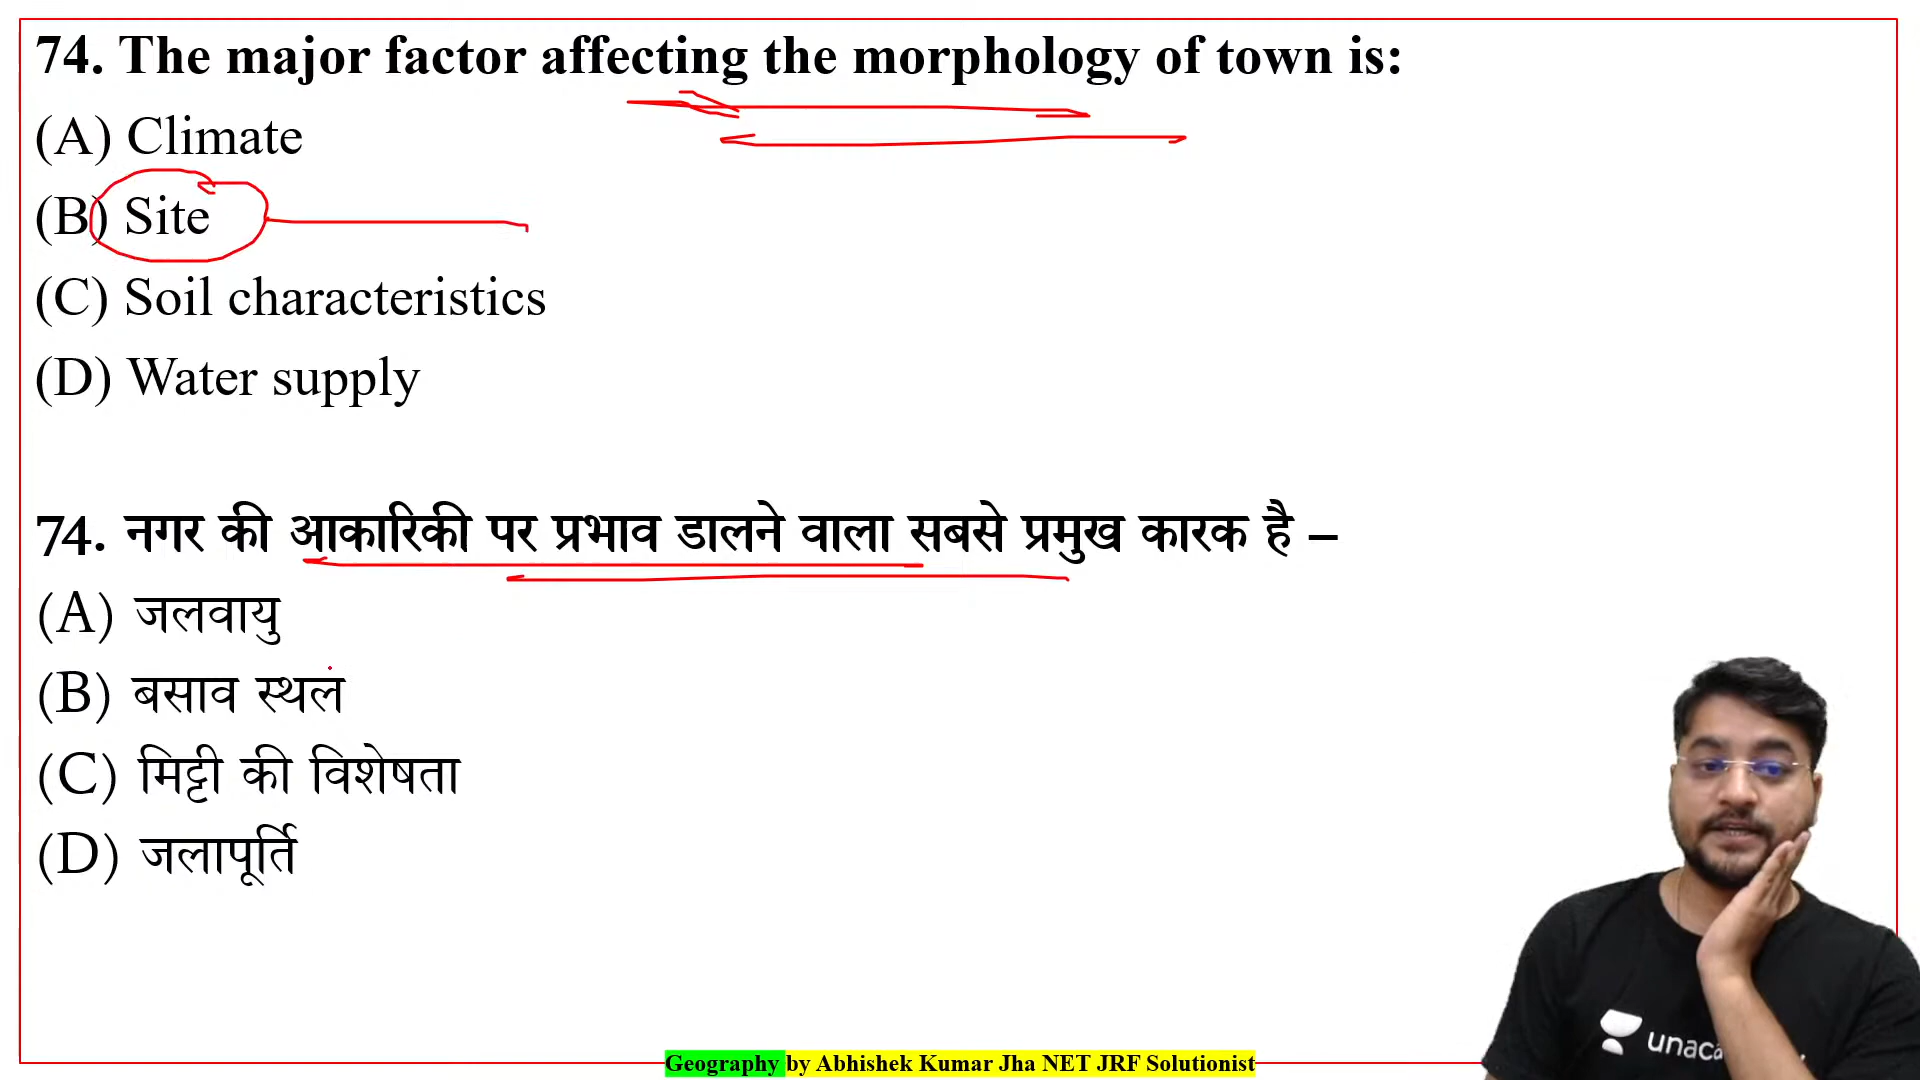 74. The major factor affecting the morphology of town is:
(A) Climate
(B) Site
(C) Soil characteristics
(D) Water supply
74. नगर की आकारिकी पर प्रभाव डालने वाला सबसे प्रमुख कारक है –
(A) जलवायु
(B) बसाव स्थल
(C) मिट्टी की विशेषता
(D) जलापूर्ति
Geography by Abhishek Kumar Jha NET JRF Solutionist